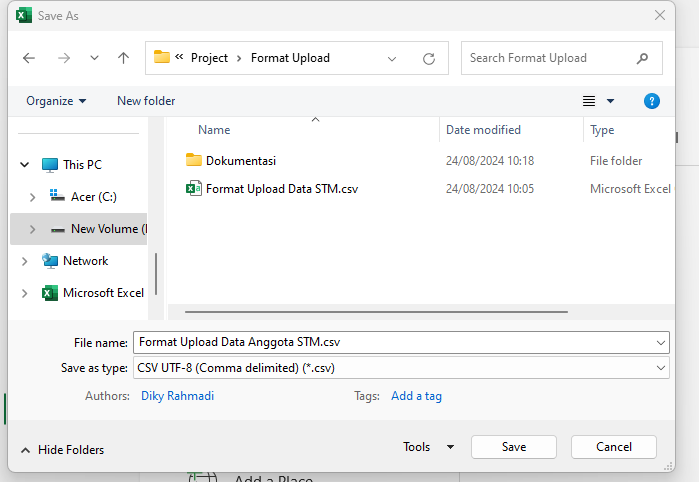 Save As
Project > Format Upload
Search Format Upload
Organize
New folder
Name
Date modified
Type
This PC
Acer (C:)
New Volume (
Network
Microsoft Excel
Dokumentasi
24/08/2024 10:18
File folder
Format Upload Data STM.csv
24/08/2024 10:05
Microsoft Excel
File name:
Format Upload Data Anggota STM.csv
Save as type:
CSV UTF-8 (Comma delimited) (*.csv)
Authors:
Diky Rahmadi
Tags:
Add a tag
Hide Folders
Tools
Save
Cancel
Add a Place